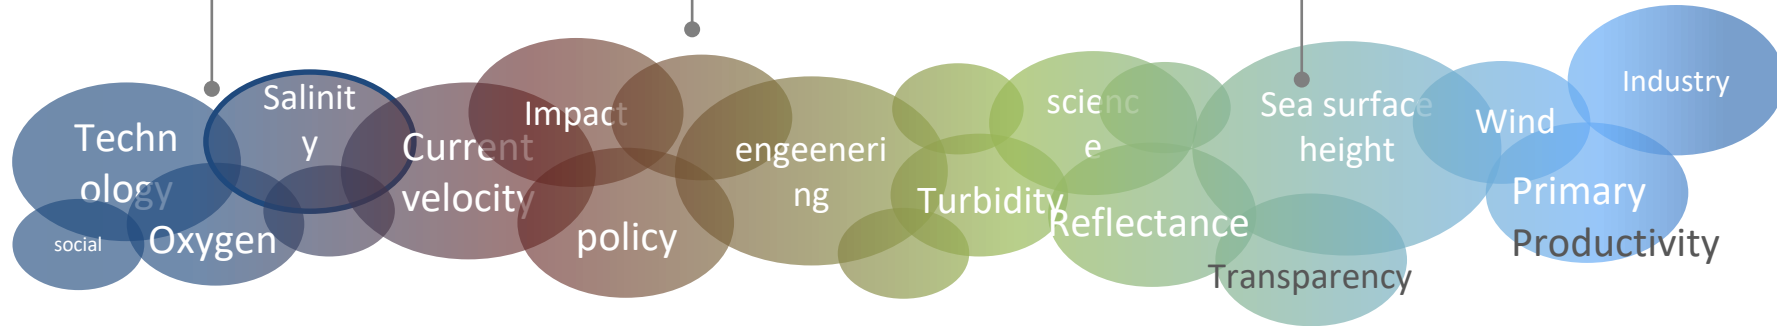 Techn
ology
social
Oxygen
Salinit
y
Current
velocity
Impact
policy
engeeneri
ng
Turbidity
scienc
e
Reflectance
Sea surface
height
Transparency
Wind
Primary
Productivity
Industry